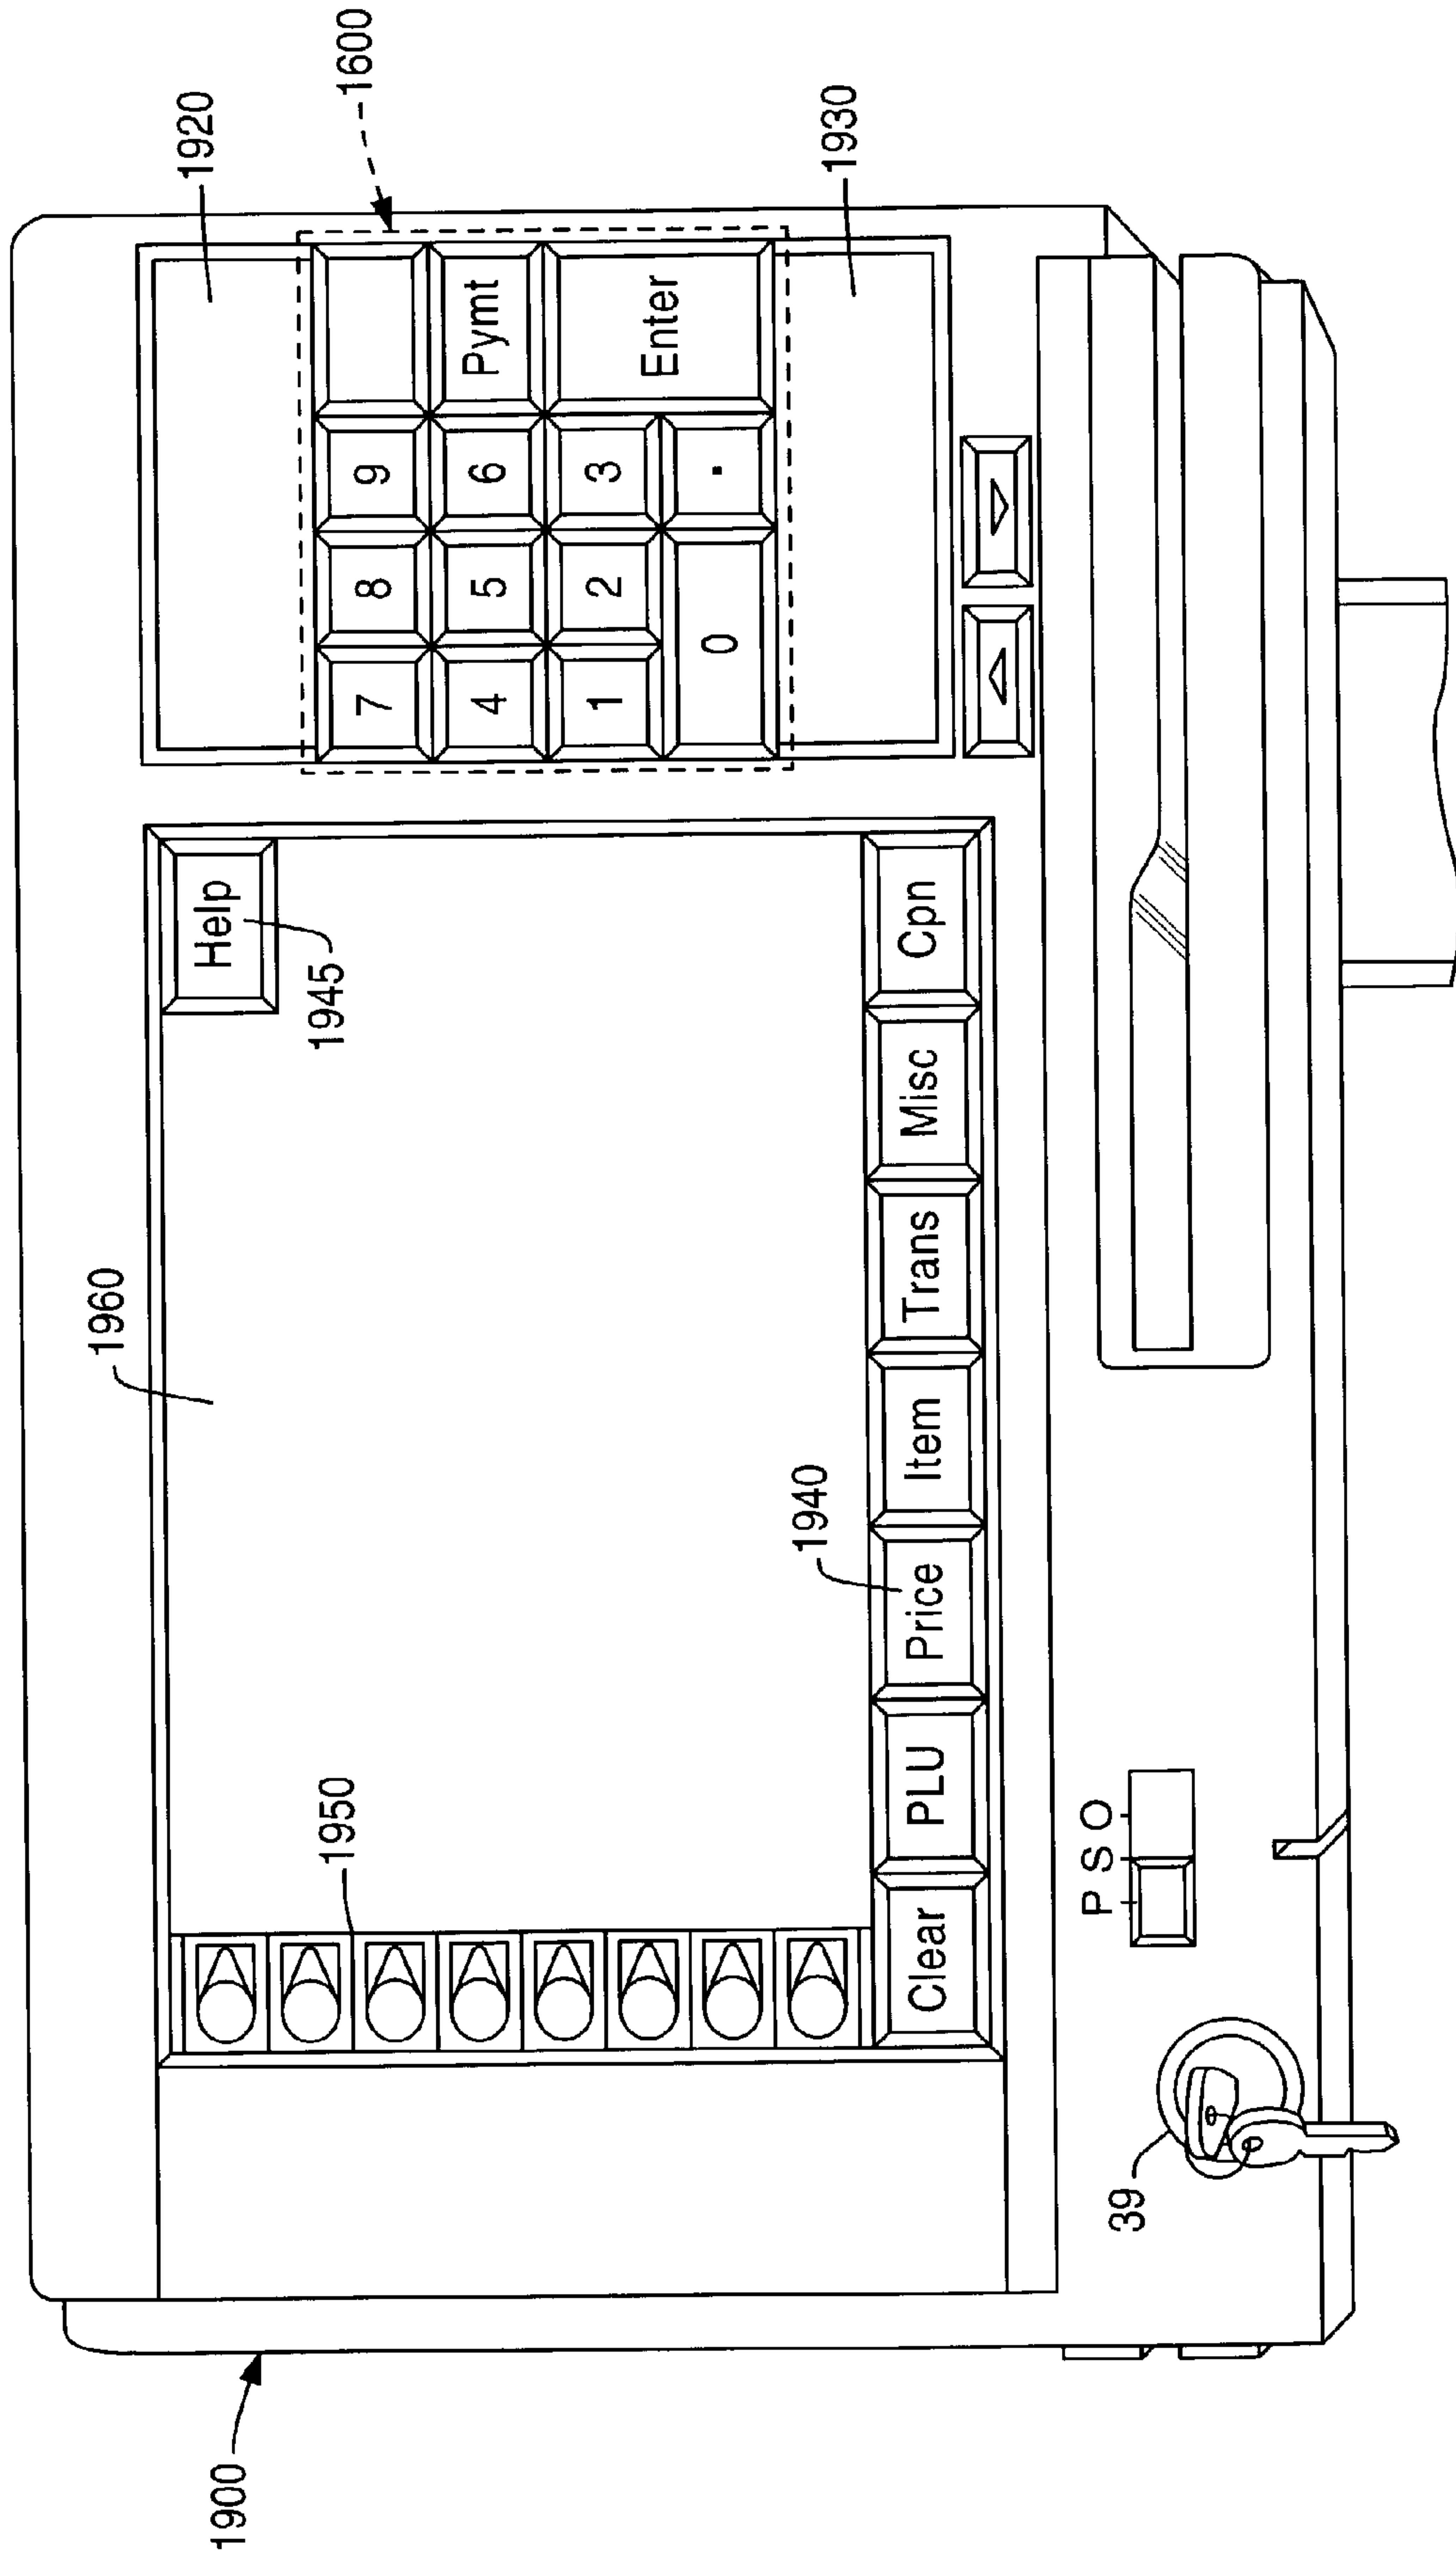 1900
1960
1920
1600
Help
1945
1950
7 8 9
4 5 6 Pymt
1 2 3 Enter
0 .
1940
1930
Clear PLU Price Item Trans Misc Cpn
P S O
39